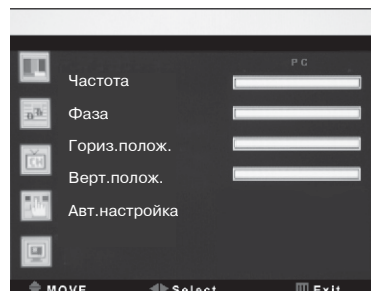 PC
Частота
Фаза
Гориз.полож.
Верт.полож.
Авт.настройка
MOVE Select Exit